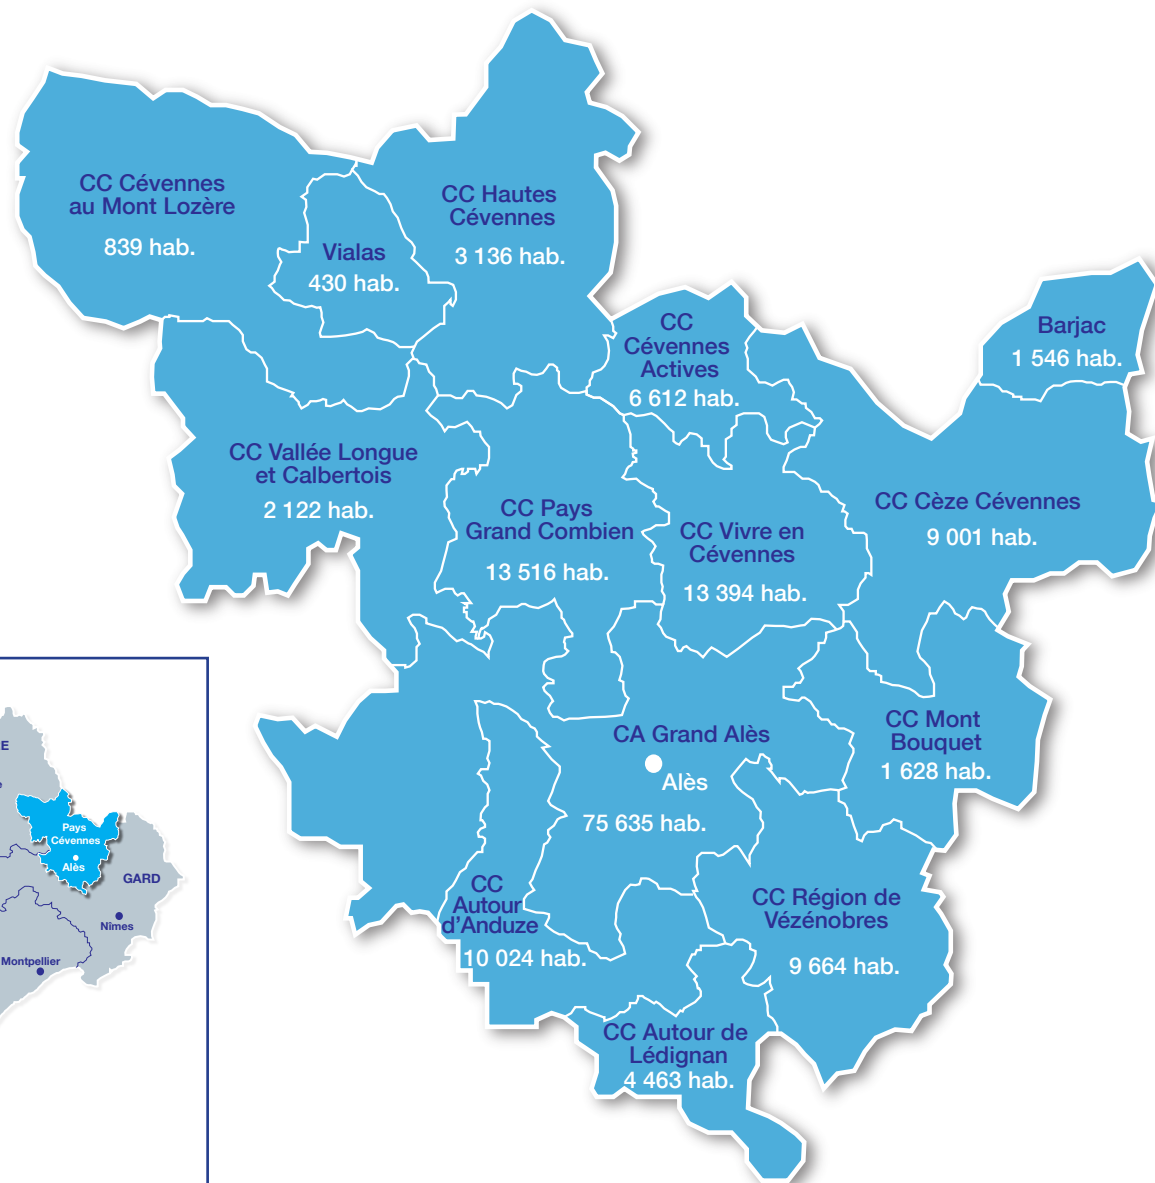 CC Cévennes
au Mont Lozère
839 hab.
Vialas
430 hab.
CC Hautes
Cévennes
3 136 hab.
CC
Cévennes
Actives
6 612 hab.
Barjac
1 546 hab.
CC Vallée Longue
et Calbertois
2 122 hab.
CC Pays
Grand Combien
13 516 hab.
CC Vivre en
Cévennes
13 394 hab.
CC Cèze Cévennes
9 001 hab.
CA Grand Alès
Alès
75 635 hab.
CC Mont
Bouquet
1 628 hab.
CC
Autour
d'Anduze
10 024 hab.
CC Région de
Vézénobres
9 664 hab.
CC Autour de
Lédignan
4 463 hab.
Pays
Cévennes
Alès
GARD
Nîmes
Montpellier